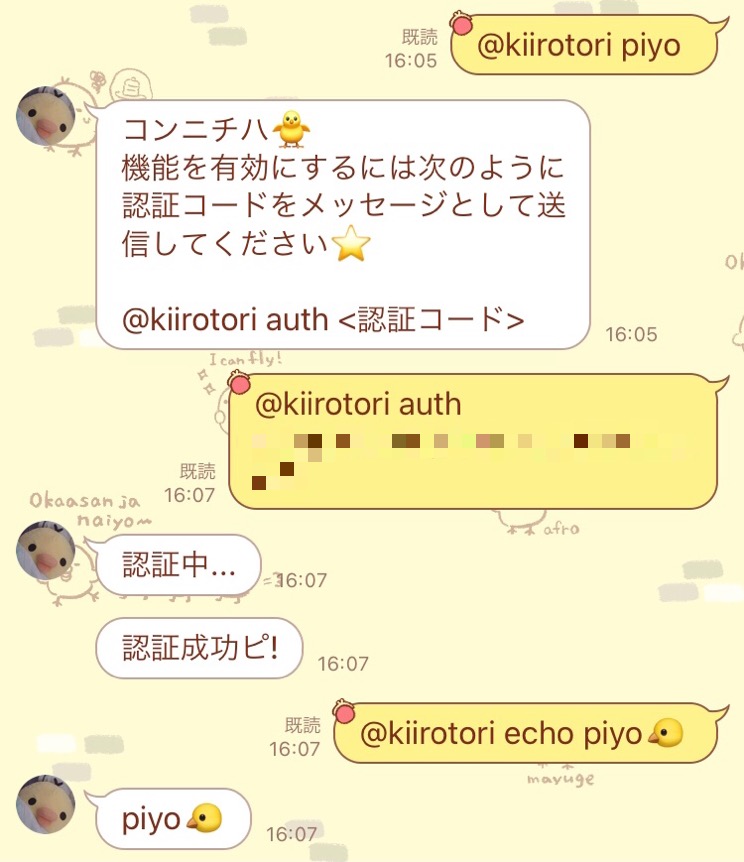 @kiirotori piyo
既読
16:05
コンニチハ🐥
機能を有効にするには次のように
認証コードをメッセージとして送
信してください⭐
@kiirotori auth <認証コード>
16:05
I can fly!
@kiirotori auth
既読
16:07
Okaasan ja
naiyo~
afro
認証中...
16:07
認証成功ピ!
16:07
@kiirotori echo piyo🐤
既読
16:07
mayuge
piyo🐤
16:07